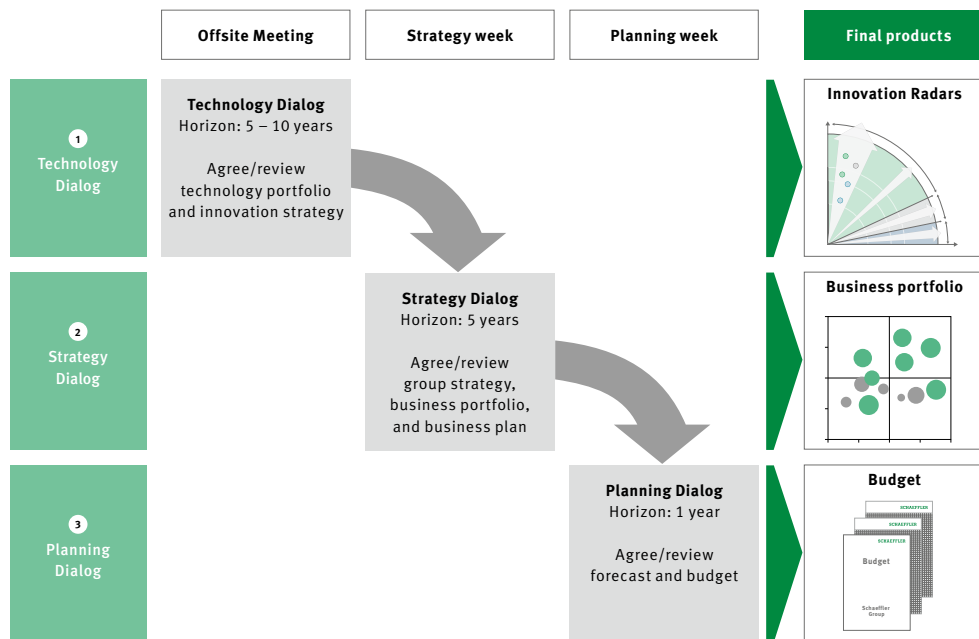 Offsite Meeting
Strategy week
Planning week
Final products
1
Technology
Dialog
Technology Dialog
Horizon: 5 – 10 years
Agree/review
technology portfolio
and innovation strategy
Innovation Radars
2
Strategy
Dialog
Strategy Dialog
Horizon: 5 years
Agree/review
group strategy,
business portfolio,
and business plan
Business portfolio
3
Planning
Dialog
Planning Dialog
Horizon: 1 year
Agree/review
forecast and budget
Budget
SCHAEFFLER
SCHAEFFLER
SCHAEFFLER
Budget
Schaeffler
Group